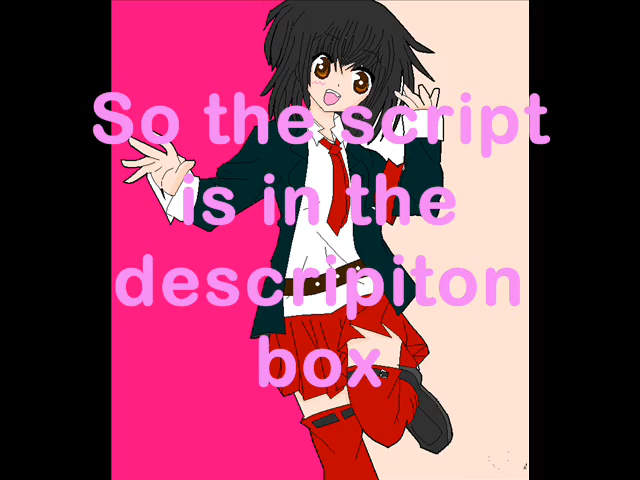 So the script
is in the
descripiton
box